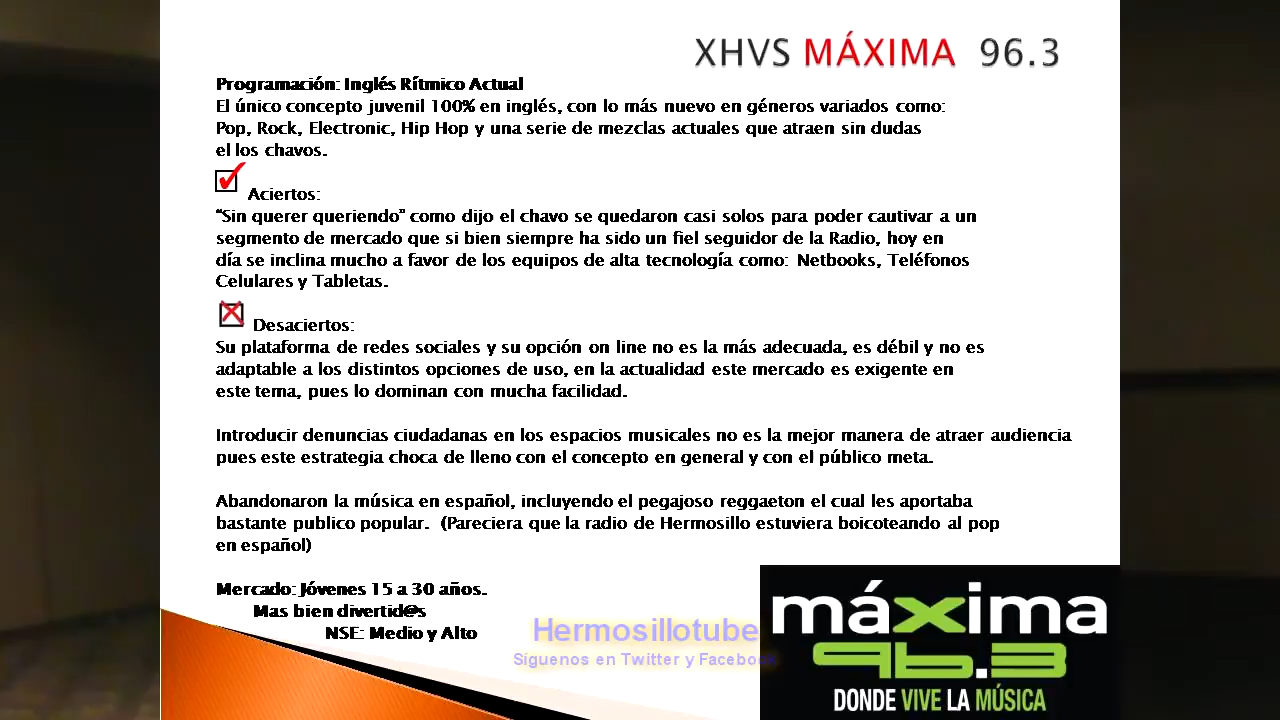 XHVS MÁXIMA 96.3
Programación: Inglés Rítmico Actual
El único concepto juvenil 100% en inglés, con lo más nuevo en géneros variados como:
Pop, Rock, Electronic, Hip Hop y una serie de mezclas actuales que atraen sin dudas
el los chavos.
Aciertos:
“Sin querer queriendo” como dijo el chavo se quedaron casi solos para poder cautivar a un
segmento de mercado que si bien siempre ha sido un fiel seguidor de la Radio, hoy en
día se inclina mucho a favor de los equipos de alta tecnología como: Netbooks, Teléfonos
Celulares y Tabletas.
Desaciertos:
Su plataforma de redes sociales y su opción on line no es la más adecuada, es débil y no es
adaptable a los distintos opciones de uso, en la actualidad este mercado es exigente en
este tema, pues lo dominan con mucha facilidad.
Introducir denuncias ciudadanas en los espacios musicales no es la mejor manera de atraer audiencia
pues este estrategia choca de lleno con el concepto en general y con el público meta.
Abandonaron la música en español, incluyendo el pegajoso reggaeton el cual les aportaba
bastante publico popular. (Pareciera que la radio de Hermosillo estuviera boicoteando al pop
en español)
Mercado: Jóvenes 15 a 30 años.
Mas bien divertid@s
NSE: Medio y Alto
Hermosillotube
Síguenos en Twitter y Facebook
máxima
96.3
DONDE VIVE LA MÚSICA